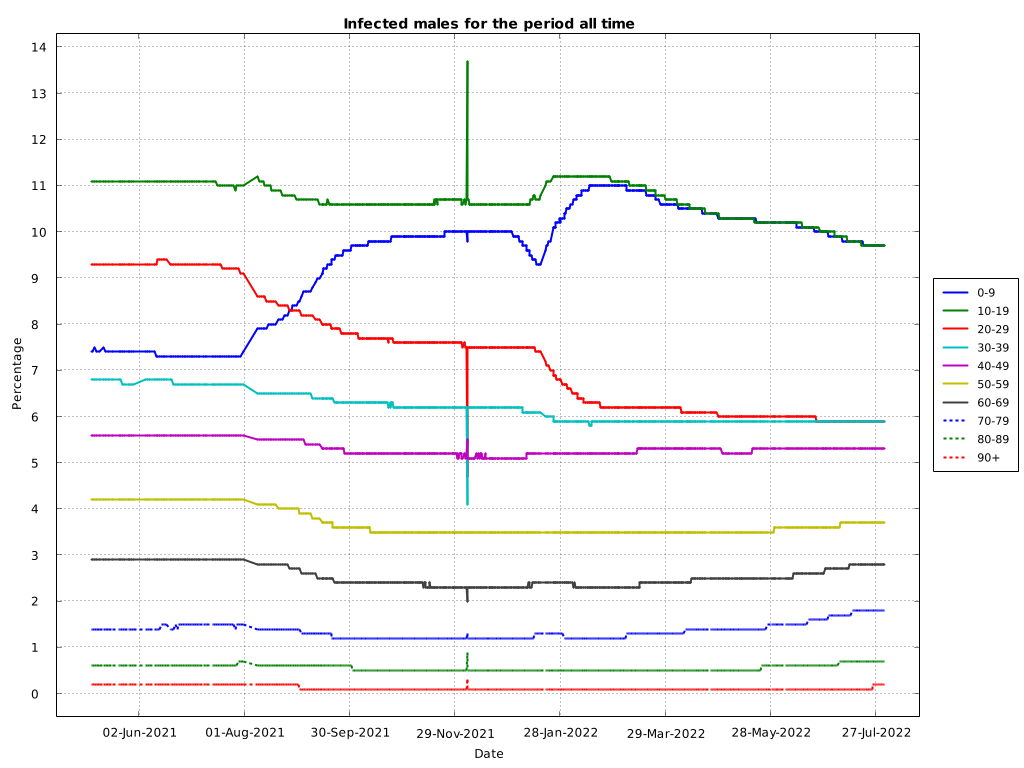 Infected males for the period all time
14
13
12
11
10
9
8
7
6
5
4
3
2
1
0
Percentage
02-Jun-2021
01-Aug-2021
30-Sep-2021
29-Nov-2021
28-Jan-2022
29-Mar-2022
28-May-2022
27-Jul-2022
Date
0-9
10-19
20-29
30-39
40-49
50-59
60-69
70-79
80-89
90+